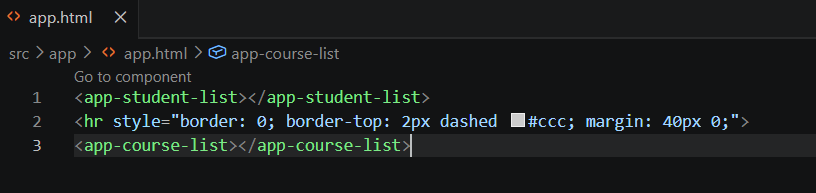 app.html
src > app > app.html > app-course-list
Go to component
1 <app-student-list></app-student-list>
2 <hr style="border: 0; border-top: 2px dashed #ccc; margin: 40px 0;">
3 <app-course-list></app-course-list>